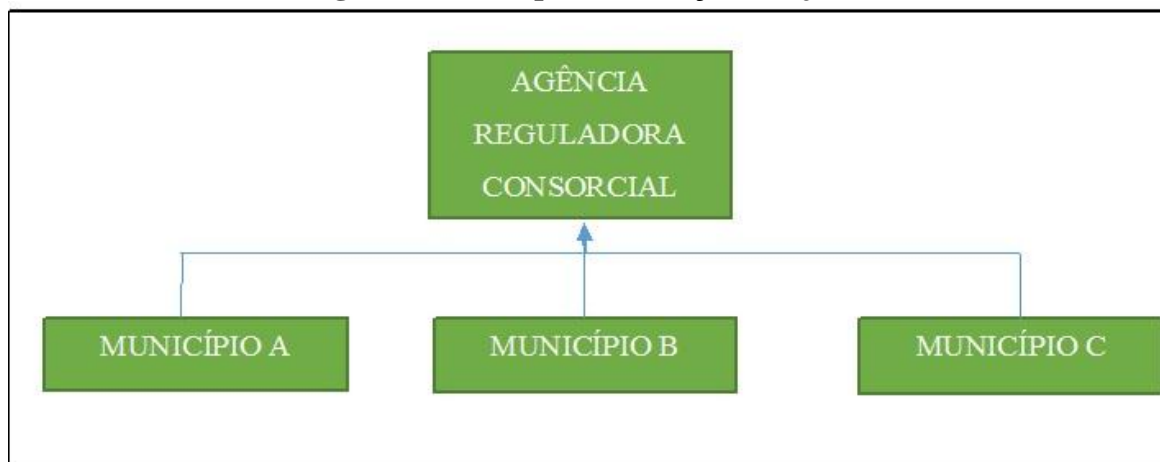 AGÊNCIA
REGULADORA
CONSORCIAL
MUNICÍPIO A
MUNICÍPIO B
MUNICÍPIO C